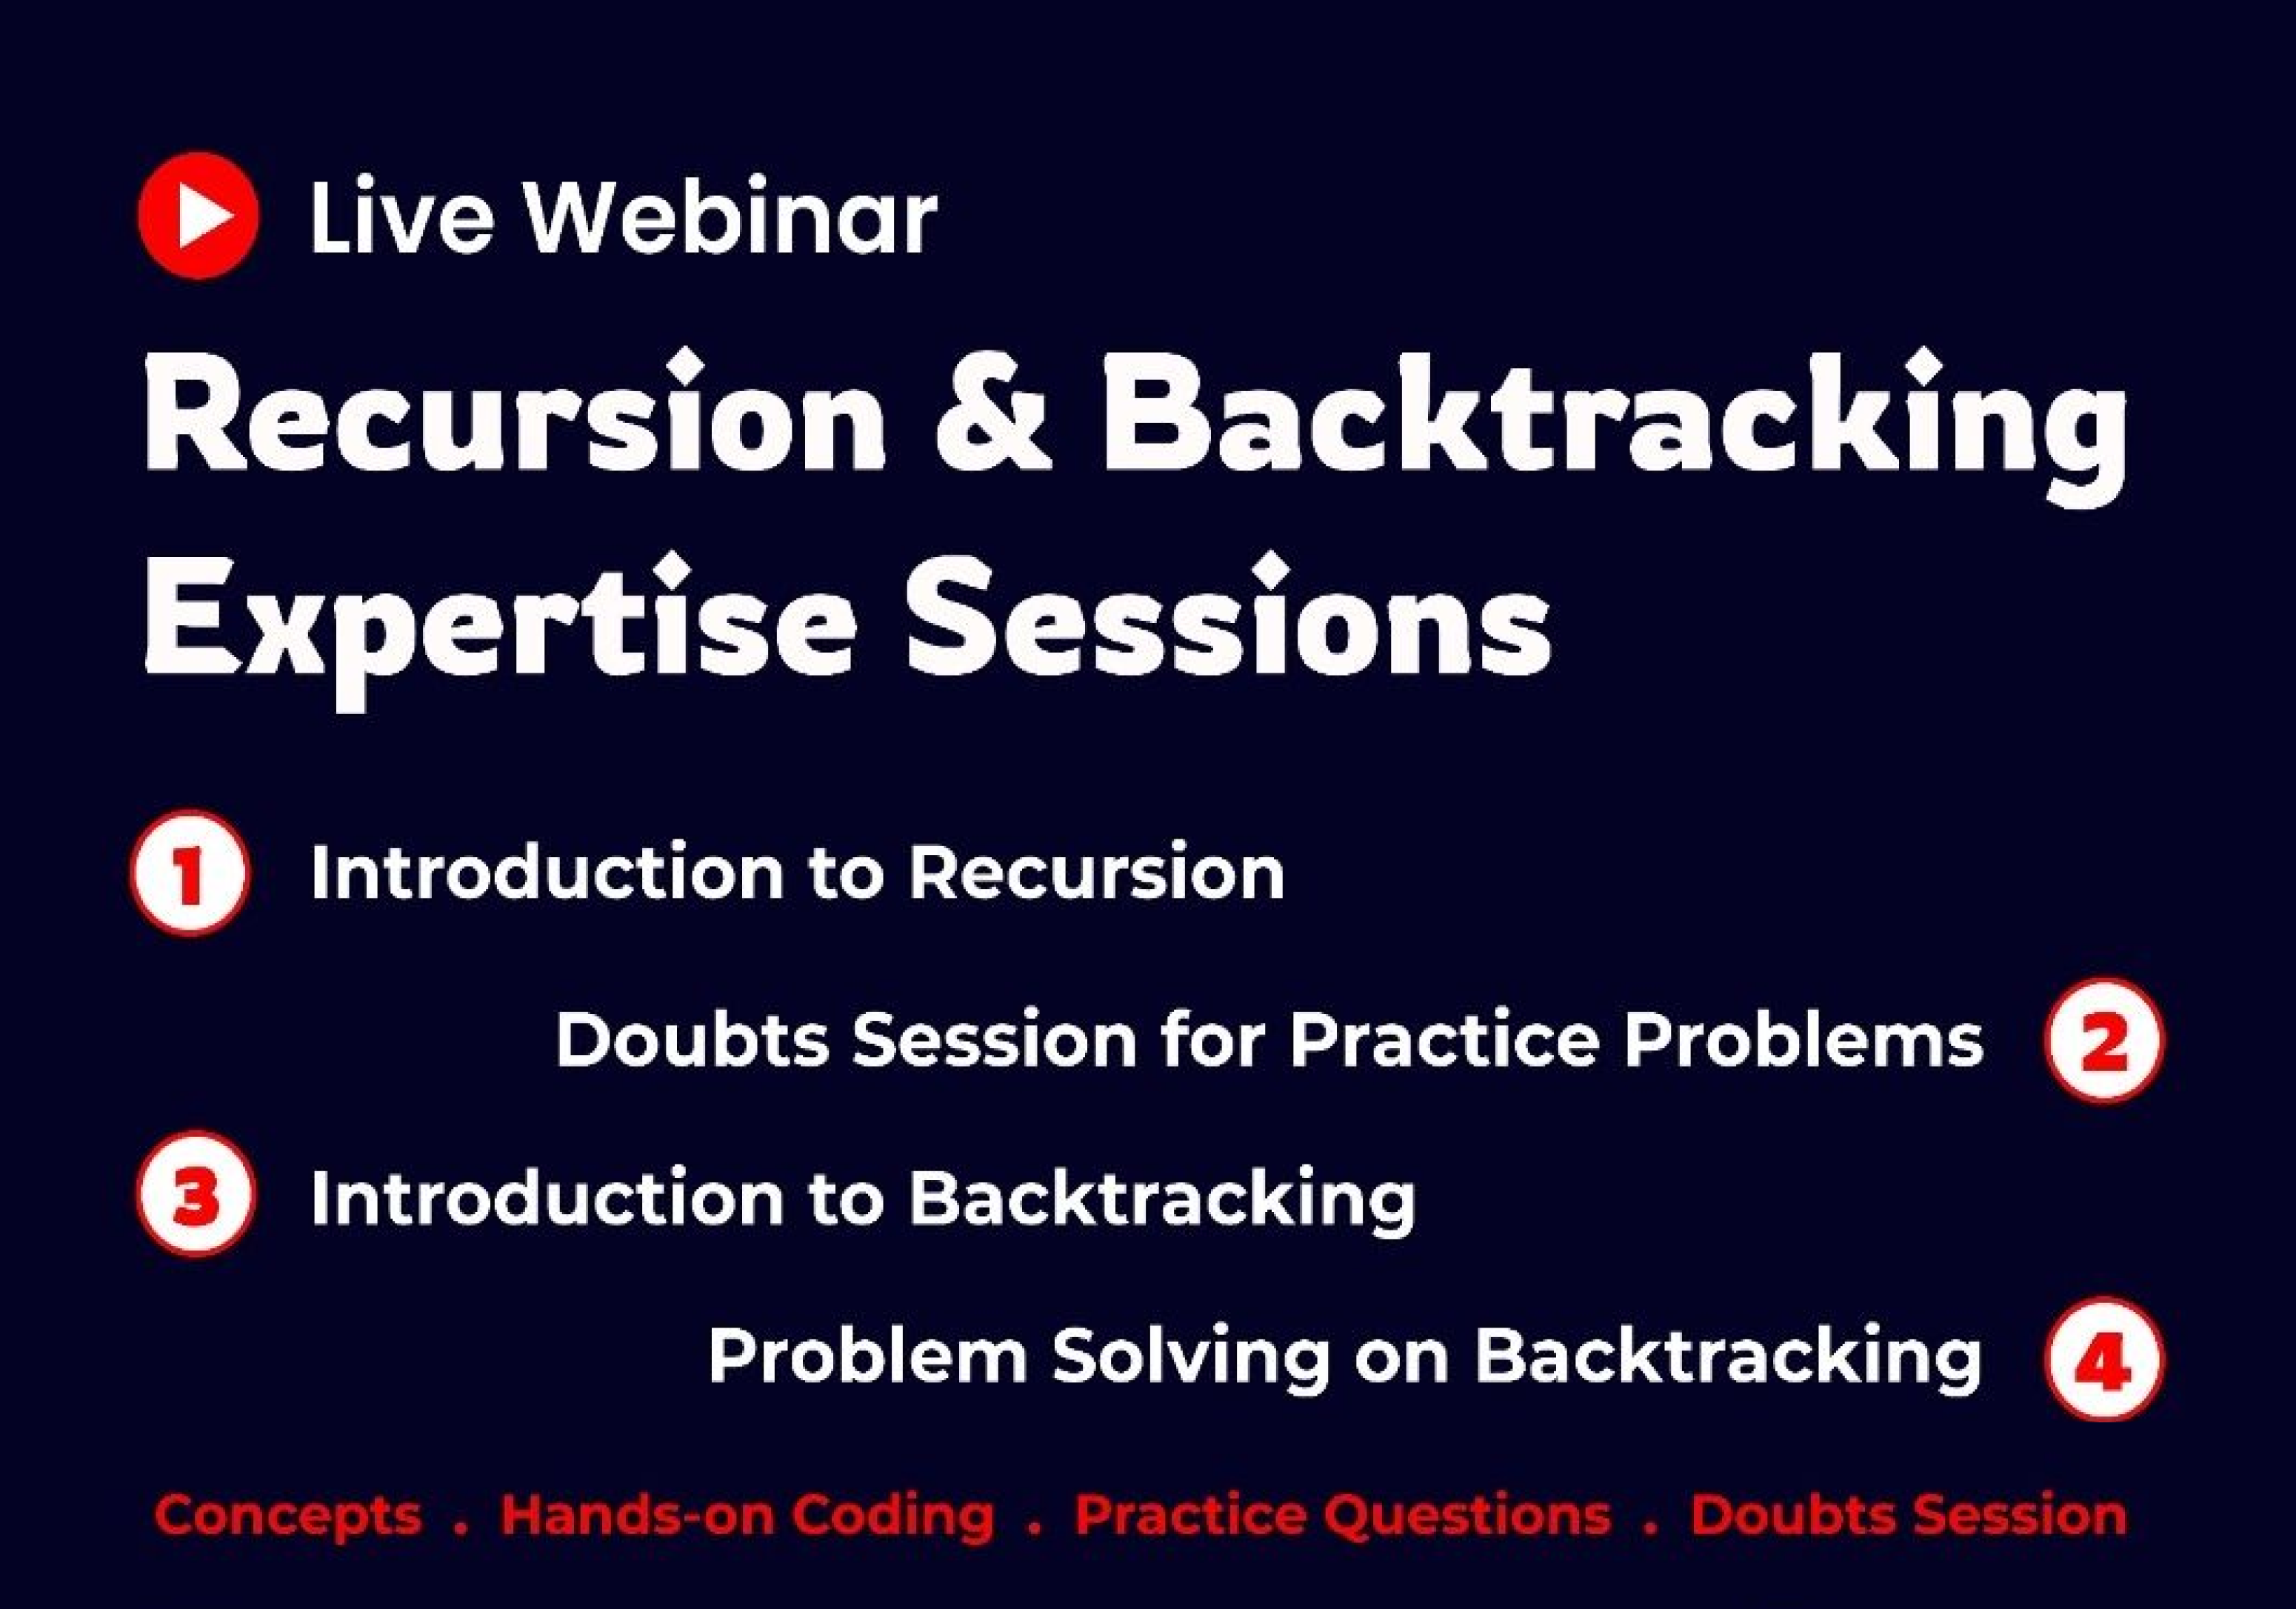 Live Webinar
Recursion & Backtracking
Expertise Sessions
1 Introduction to Recursion
Doubts Session for Practice Problems 2
3 Introduction to Backtracking
Problem Solving on Backtracking 4
Concepts . Hands-on Coding . Practice Questions . Doubts Session